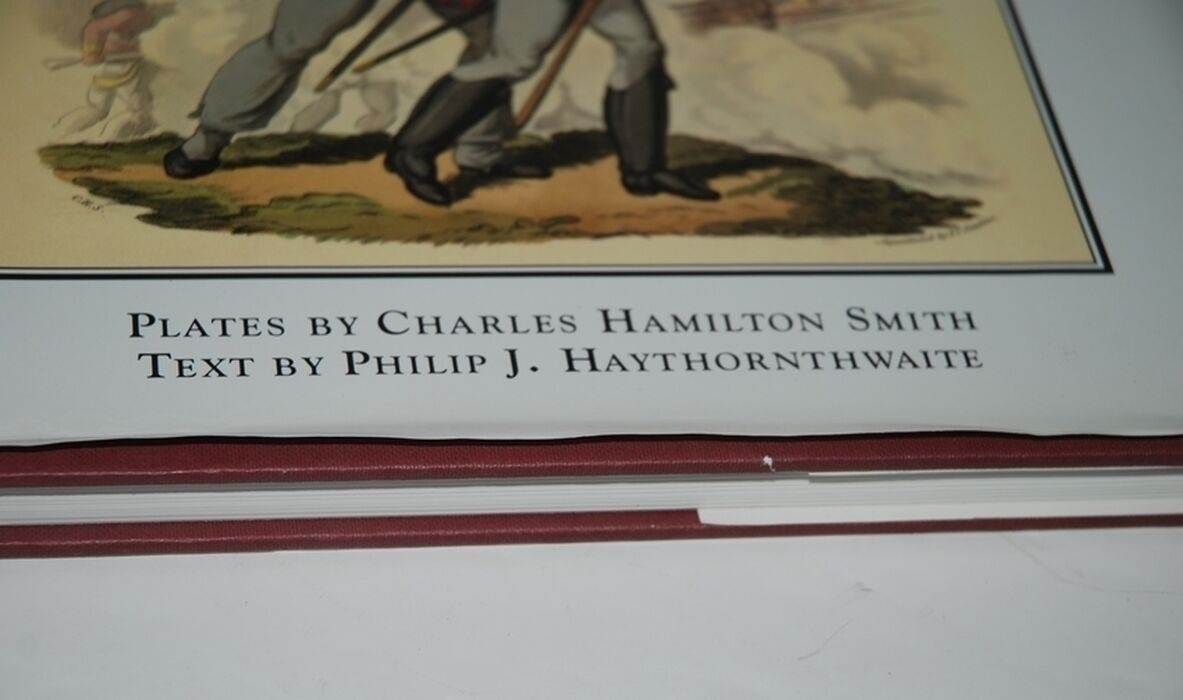 C.H.S.
PLATES BY CHARLES HAMILTON SMITH
TEXT BY PHILIP J. HAYTHORNTHWAITE